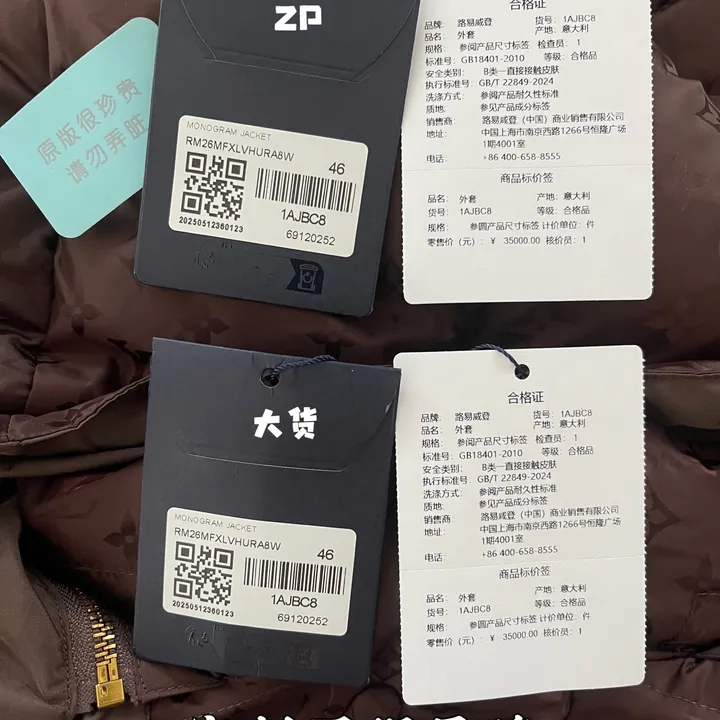 ZP
原版很珍贵
请勿弄脏
MONOGRAM JACKET
RM26MFXLVHURA8W
46
1AJBC8
20250512360123
69120252
合格证
品牌: 路易威登 货号: 1AJBC8
品名: 外套 产地: 意大利
规格: 参阅产品尺寸标签 检查员: 1
标准号: GB18401-2010 等级: 合格品
安全类别: B类一直接接触皮肤
执行标准号: GB/T 22849-2024
洗涤方式: 参阅产品耐久性标准
质地: 参见产品成分标签
销售商: 路易威登(中国)商业销售有限公司
地址: 中国上海市南京西路1266号恒隆广场
1期4001室
电话: +86 400-658-8555
商品标价签
品名: 外套 产地: 意大利
货号: 1AJBC8 等级: 合格品
规格: 参圆产品尺寸标签 计价单位: 件
零售价(元): ¥ 35000.00 核价员: 1
大货
MONOGRAM JACKET
RM26MFXLVHURA8W
46
1AJBC8
20250512360123
69120252
合格证
品牌: 路易威登 货号: 1AJBC8
品名: 外套 产地: 意大利
规格: 参阅产品尺寸标签 检查员: 1
标准号: GB18401-2010 等级: 合格品
安全类别: B类一直接接触皮肤
执行标准号: GB/T 22849-2024
洗涤方式: 参阅产品耐久性标准
质地: 参见产品成分标签
销售商: 路易威登(中国)商业销售有限公司
地址: 中国上海市南京西路1266号恒隆广场
1期4001室
电话: +86 400-658-8555
商品标价签
品名: 外套 产地: 意大利
货号: 1AJBC8 等级: 合格品
规格: 参圆产品尺寸标签 计价单位: 件
零售价(元): ¥ 35000.00 核价员: 1